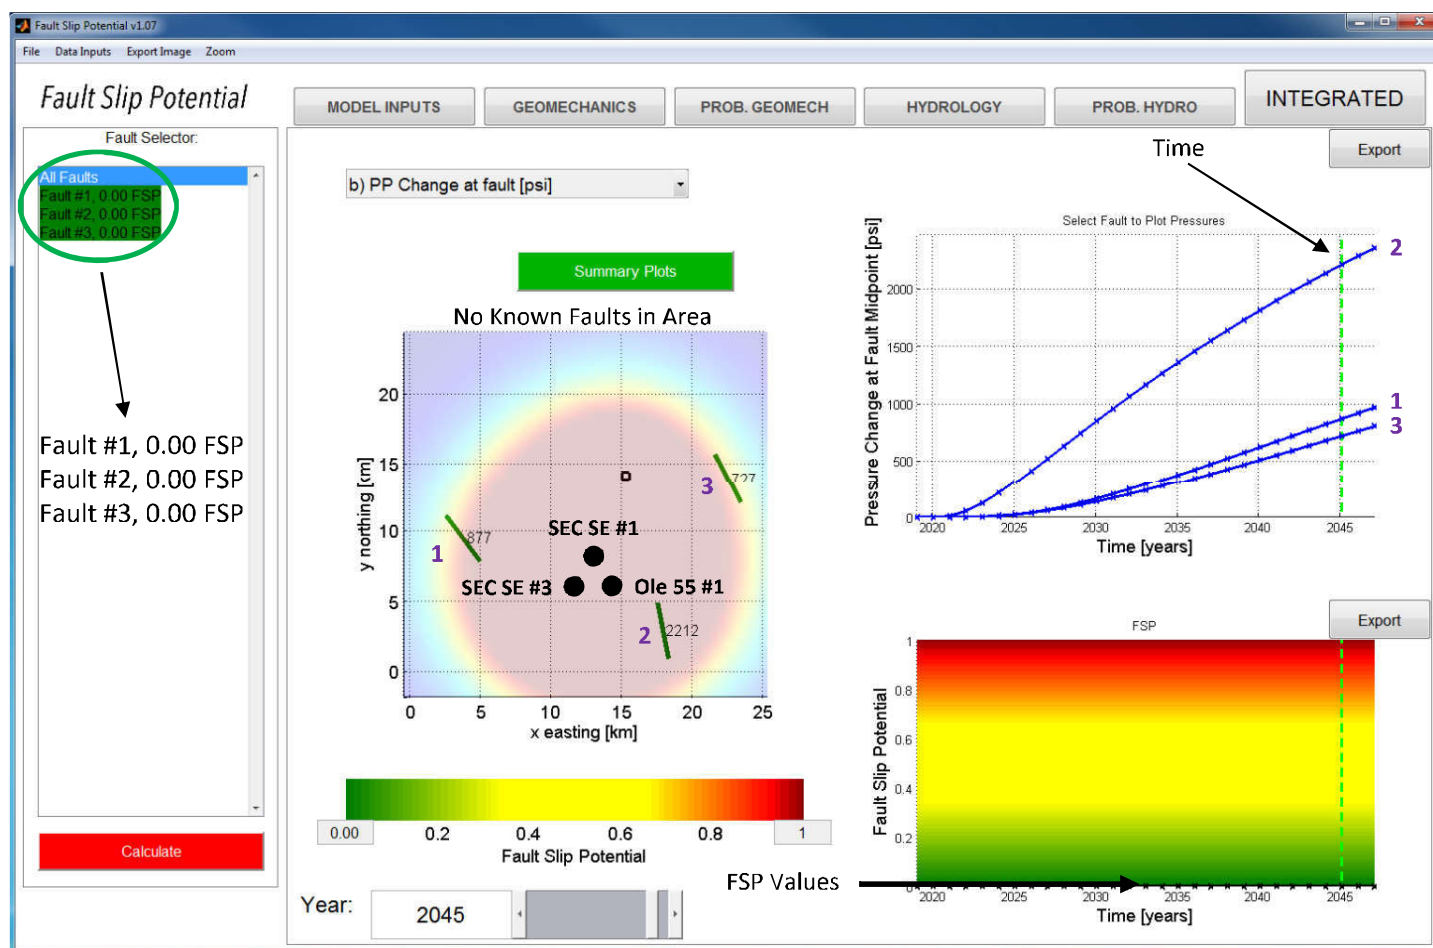 Fault Slip Potential v1.07
File Data Inputs Export Image Zoom
Fault Slip Potential
MODEL INPUTS
GEOMECHANICS
PROB. GEOMECH
HYDROLOGY
PROB. HYDRO
INTEGRATED
Fault Selector:
All Faults
Fault #1, 0.00 FSP
Fault #2, 0.00 FSP
Fault #3, 0.00 FSP
Fault #1, 0.00 FSP
Fault #2, 0.00 FSP
Fault #3, 0.00 FSP
Calculate
b) PP Change at fault [psi]
Summary Plots
No Known Faults in Area
20
15
10
5
0
y northing [km]
0 5 10 15 20 25
x easting [km]
3
727
1
877
SEC SE #1
SEC SE #3
Ole 55 #1
2
2212
0.00 0.2 0.4 0.6 0.8 1
Fault Slip Potential
Year:
2045
Time
Export
Select Fault to Plot Pressures
Pressure Change at Fault Midpoint [psi]
2000
1500
1000
500
0
2020 2025 2030 2035 2040 2045
Time [years]
2
1
3
Export
FSP
Fault Slip Potential
1
0.8
0.6
0.4
0.2
0
2020 2025 2030 2035 2040 2045
Time [years]
FSP Values